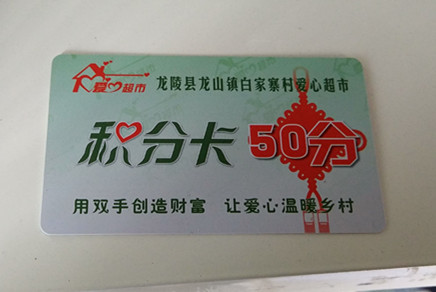 爱心超市
龙陵县龙山镇白家寨村爱心超市
积分卡 50分
用双手创造财富 让爱心温暖乡村